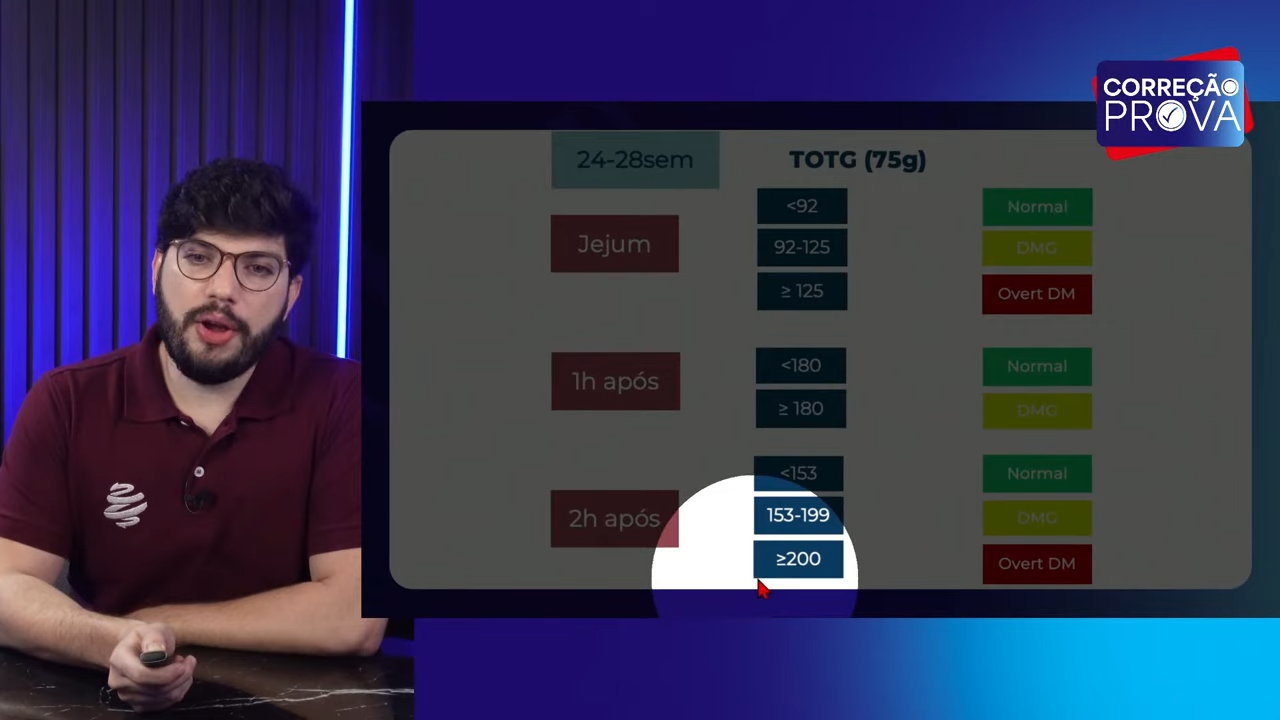 CORREÇÃO
PROVA
24-28sem
TOTG (75g)
Jejum
<92
Normal
92-125
DMG
≥ 125
Overt DM
1h após
<180
Normal
≥ 180
DMG
2h após
<153
Normal
153-199
DMG
≥200
Overt DM